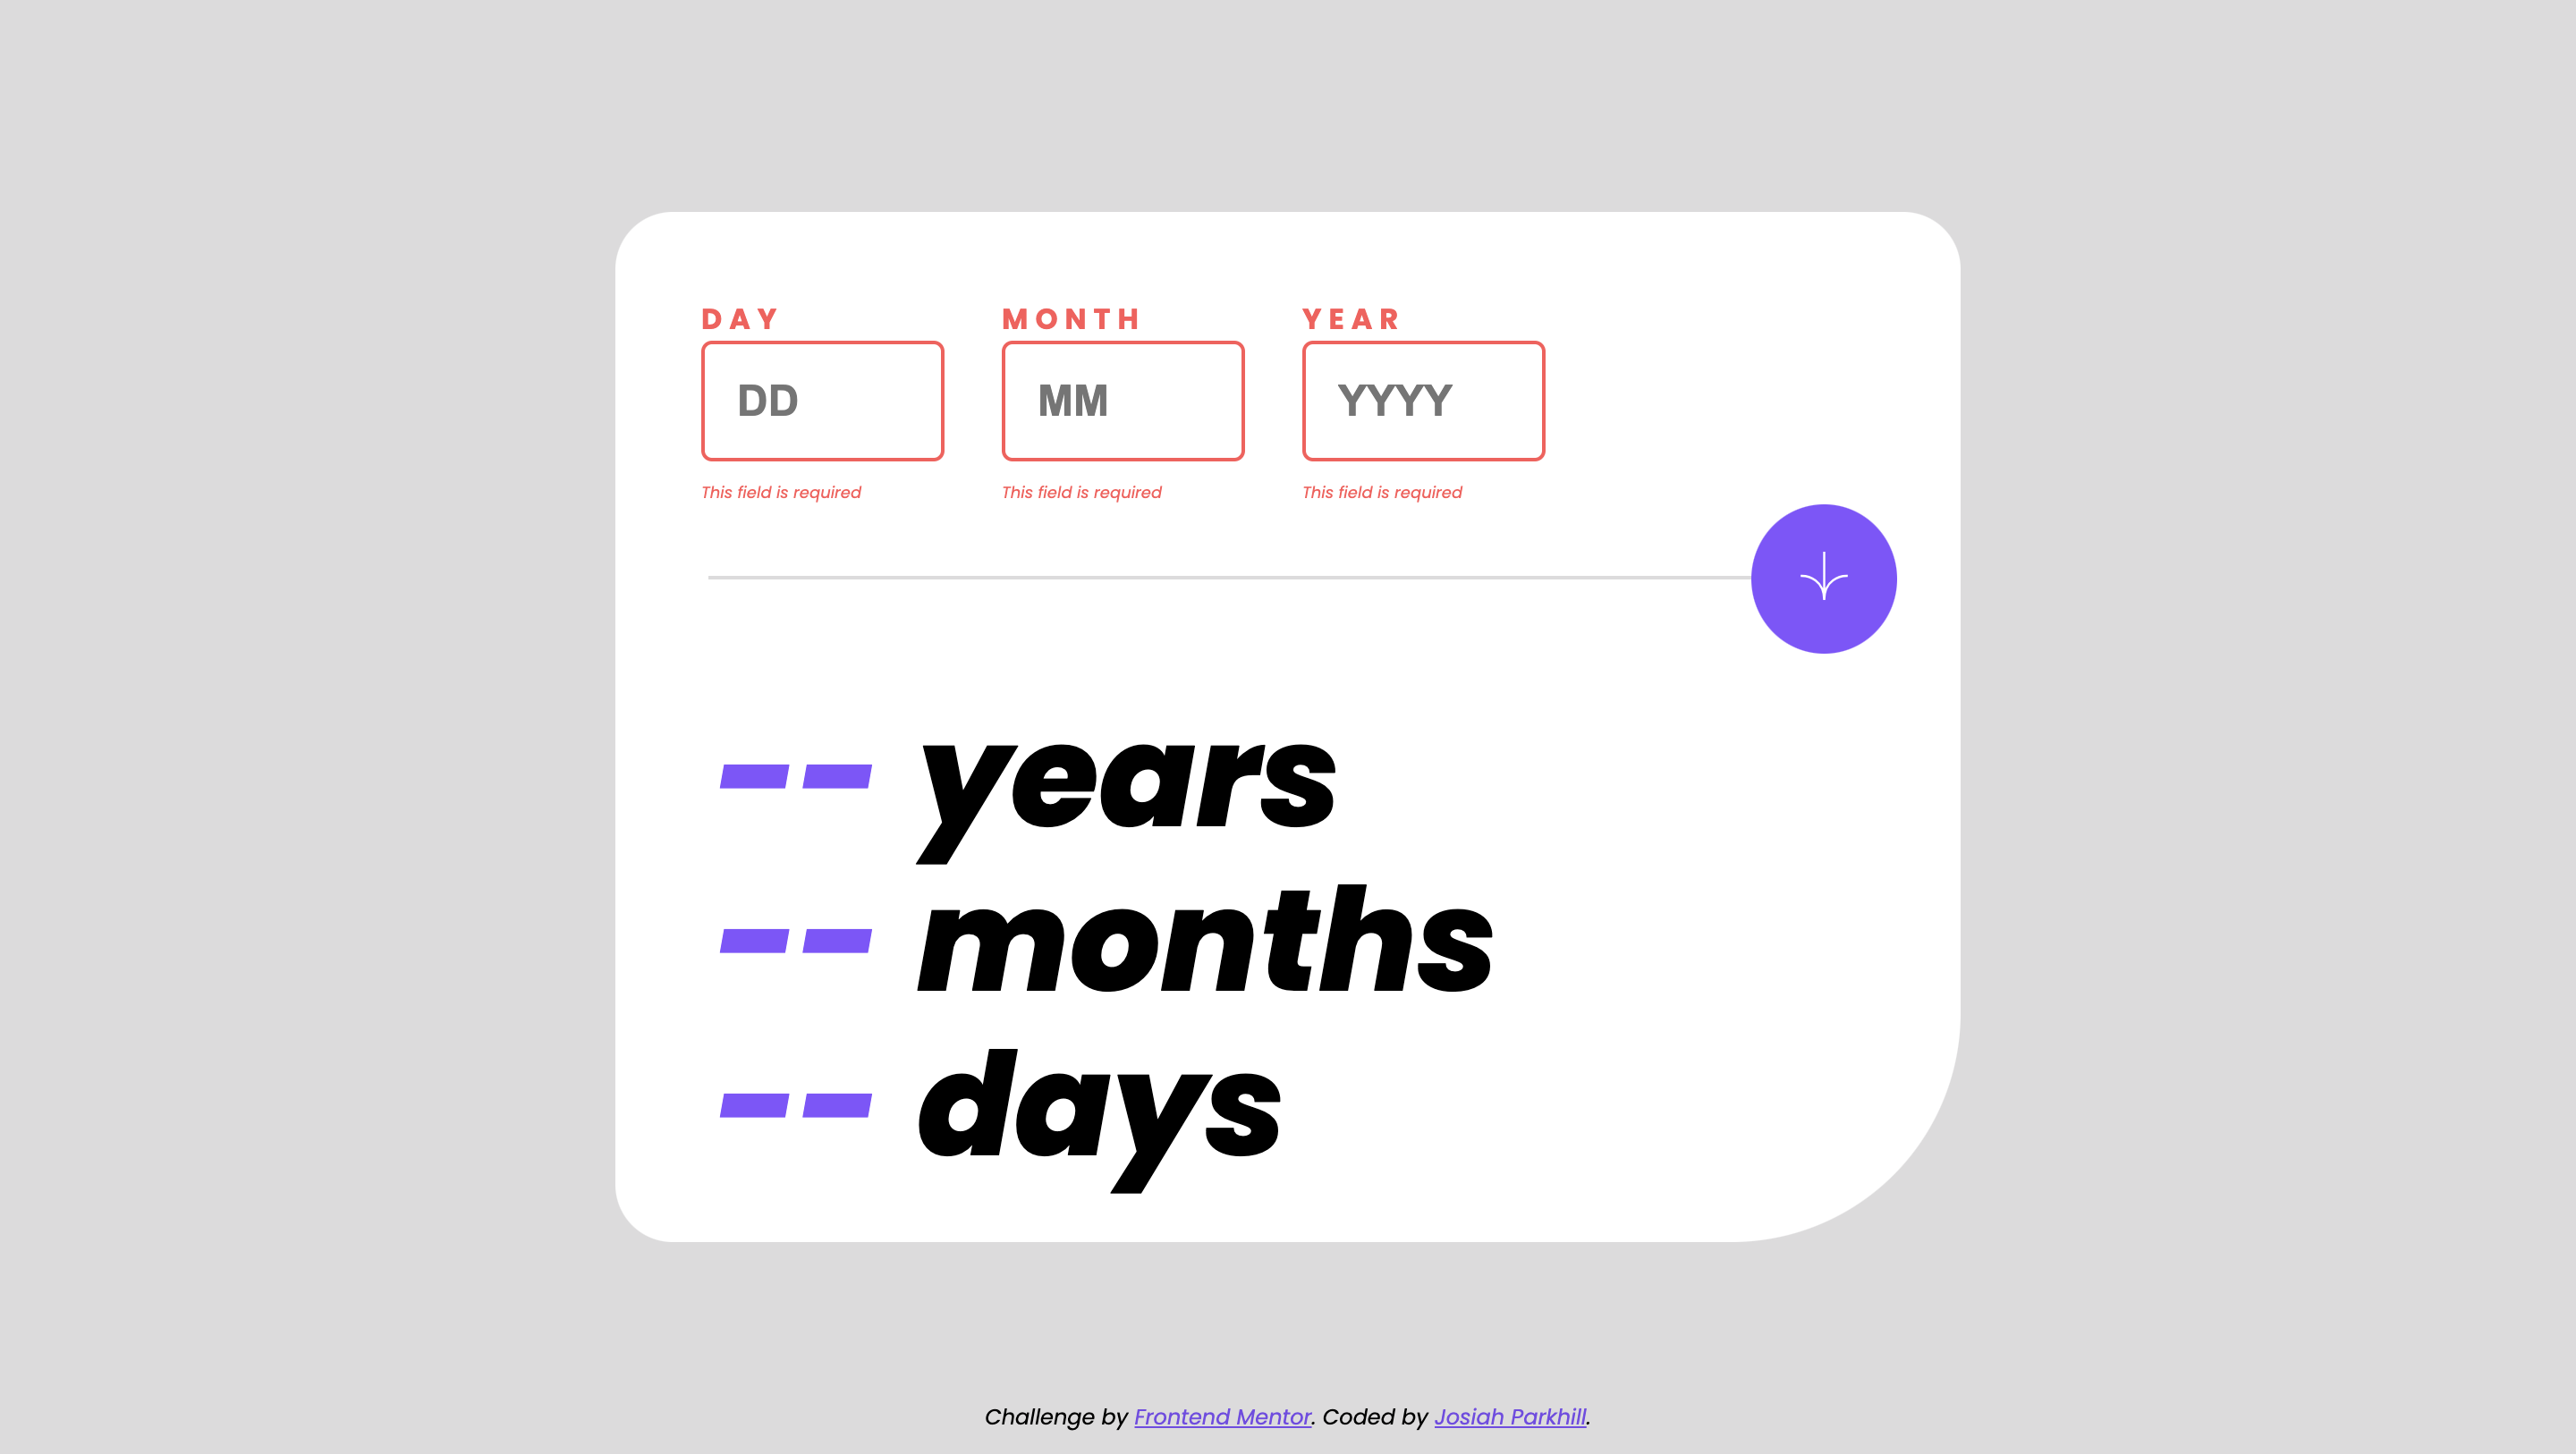 DAY MONTH YEAR
DD MM YYYY
This field is required This field is required This field is required
-- years
-- months
-- days
Challenge by Frontend Mentor. Coded by Josiah Parkhill.